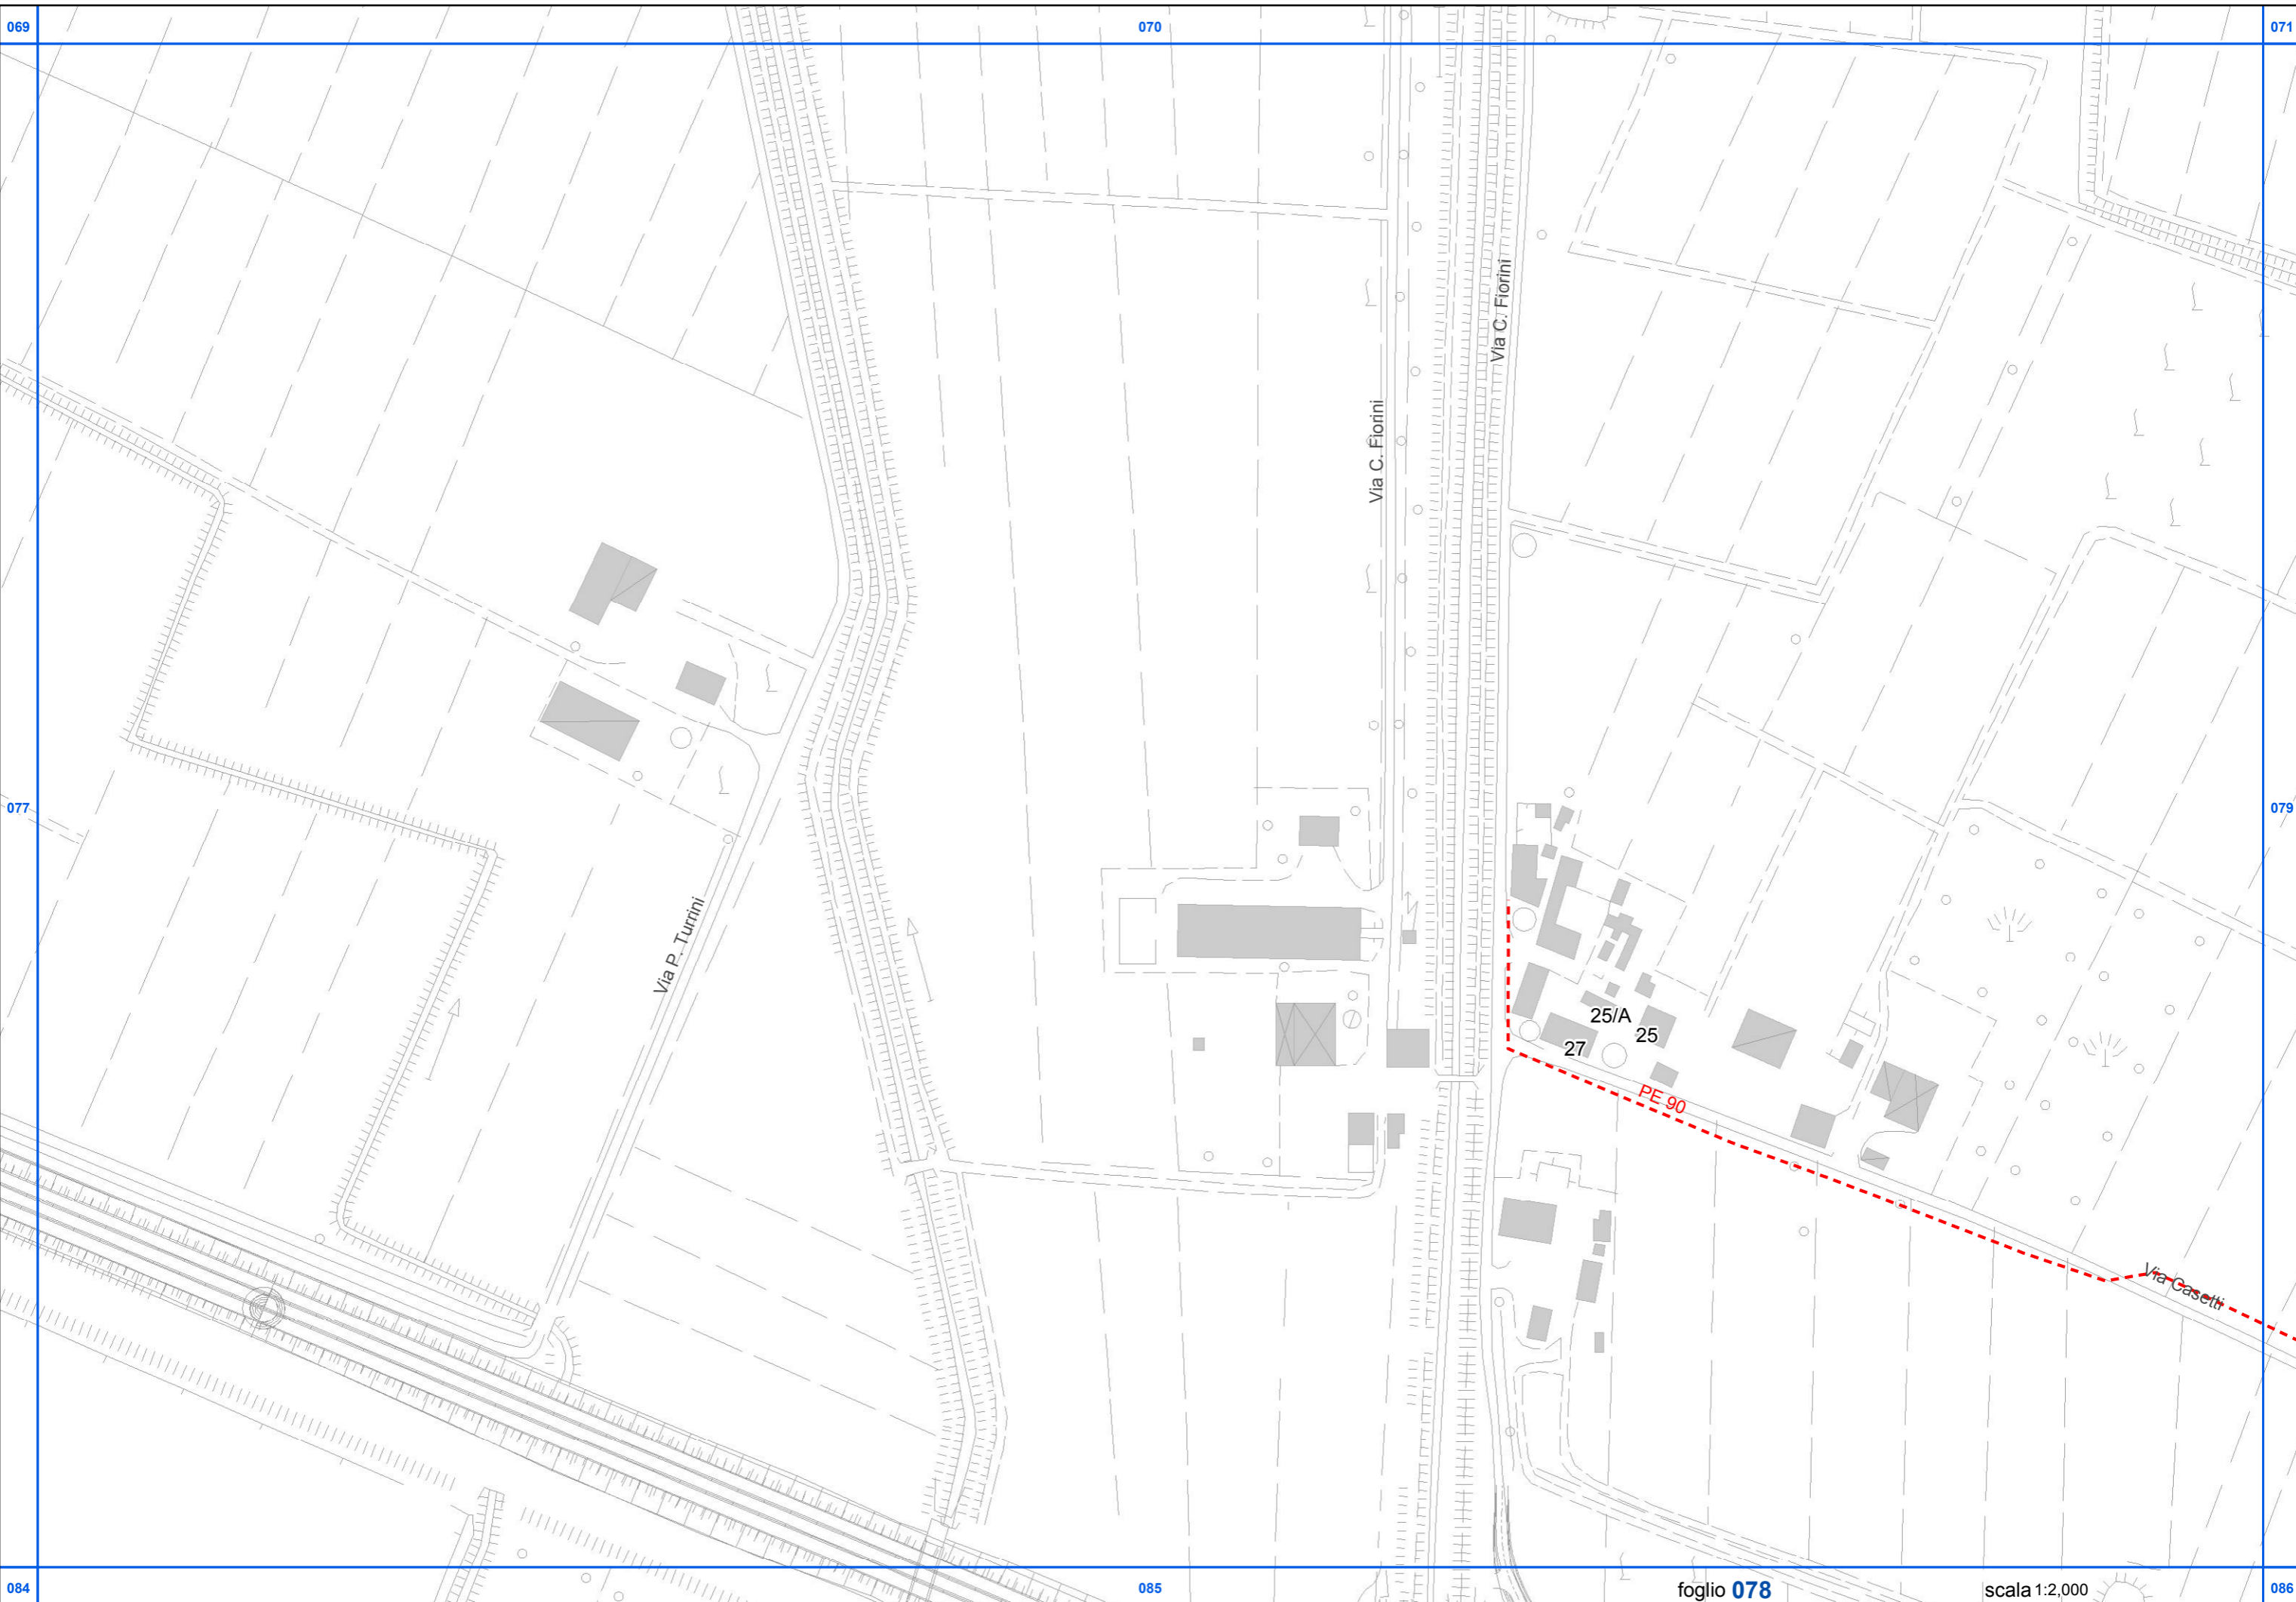 069
070
071
Via C. Fiorini
Via C. Fiorini
077
079
Via P. Turrini
25/A
25
27
PE 90
Via Casetti
084
085
foglio 078
scala 1:2,000
086